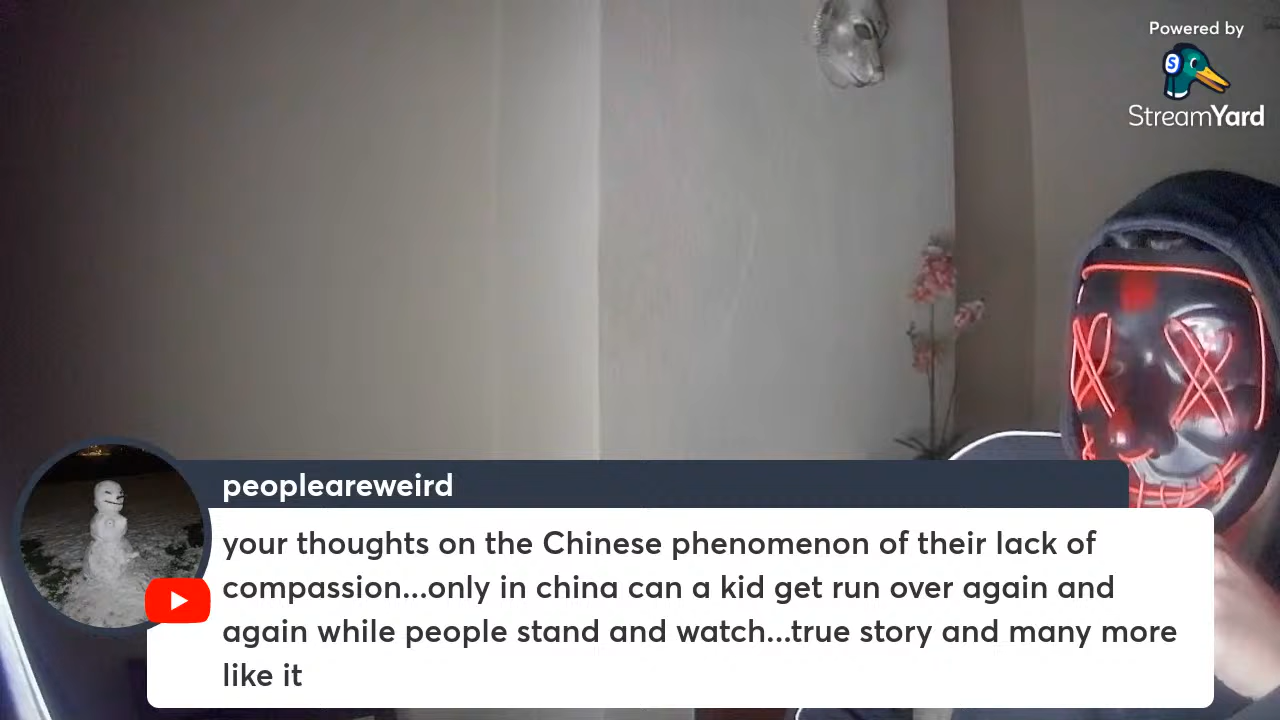 Powered by
S
StreamYard
peopleareweird
your thoughts on the Chinese phenomenon of their lack of
compassion...only in china can a kid get run over again and
again while people stand and watch...true story and many more
like it